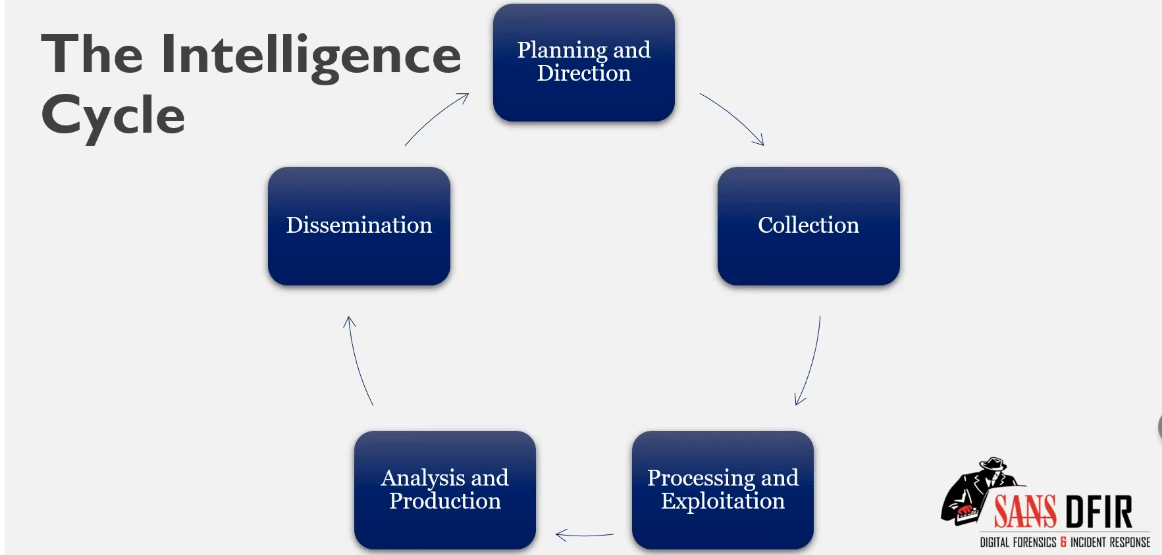 The Intelligence
Cycle
Planning and
Direction
Collection
Processing and
Exploitation
Analysis and
Production
Dissemination
SANS DFIR
DIGITAL FORENSICS & INCIDENT RESPONSE